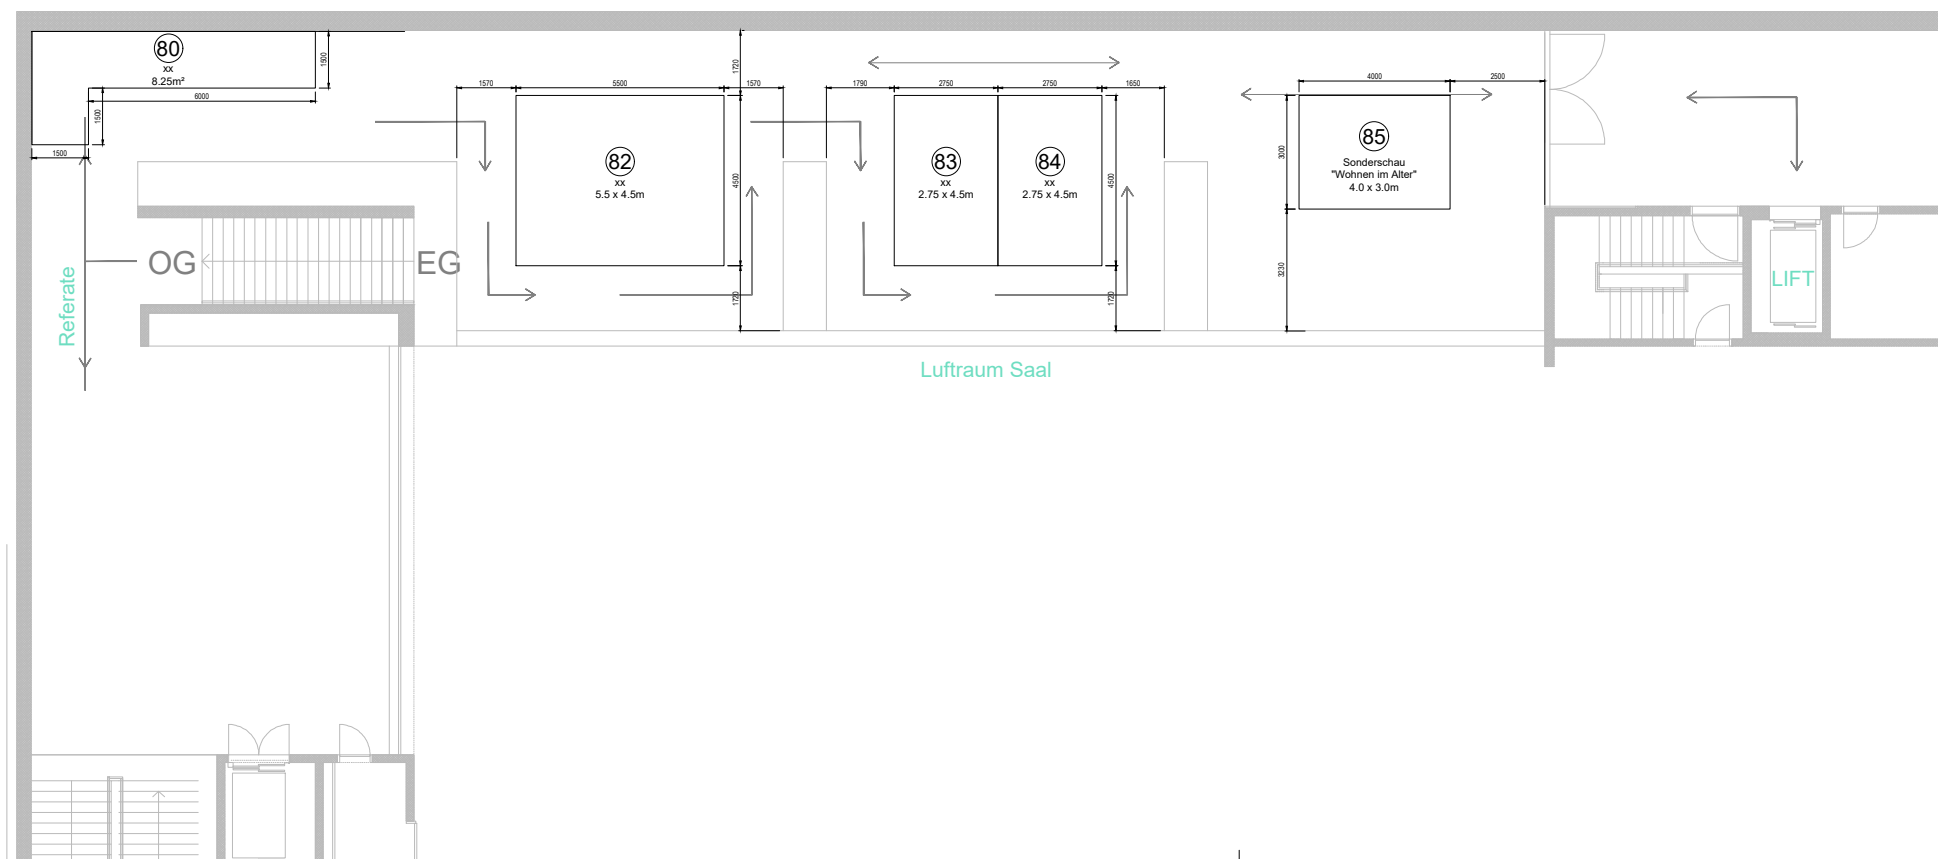 80
xx
8.25m²
6000
1500
1500
1500
1570
5500
1570
1720
82
xx
5.5 x 4.5m
4500
1720
1790
2750
2750
1650
83
xx
2.75 x 4.5m
84
xx
2.75 x 4.5m
4500
1720
4000
2500
85
Sonderschau
"Wohnen im Alter"
4.0 x 3.0m
3000
3230
OG
EG
Referate
LIFT
Luftraum Saal